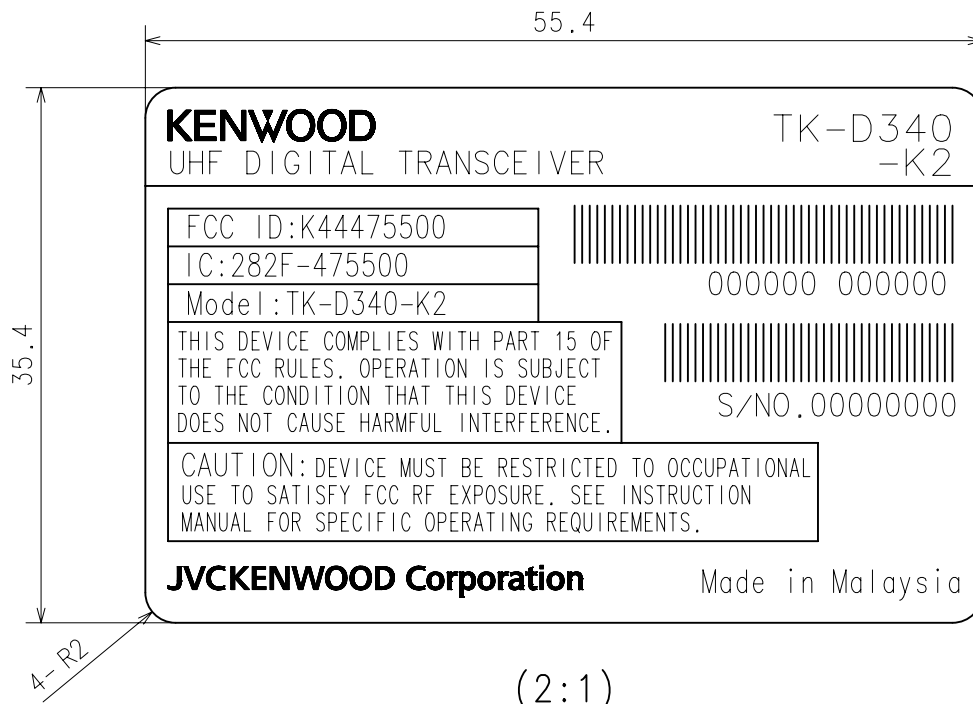 55.4
KENWOOD
TK-D340
UHF DIGITAL TRANSCEIVER
-K2
FCC ID:K44475500
IC:282F-475500
000000 000000
Model:TK-D340-K2
35.4
THIS DEVICE COMPLIES WITH PART 15 OF
THE FCC RULES. OPERATION IS SUBJECT
TO THE CONDITION THAT THIS DEVICE
DOES NOT CAUSE HARMFUL INTERFERENCE.
S/NO.00000000
CAUTION: DEVICE MUST BE RESTRICTED TO OCCUPATIONAL
USE TO SATISFY FCC RF EXPOSURE. SEE INSTRUCTION
MANUAL FOR SPECIFIC OPERATING REQUIREMENTS.
JVCKENWOOD Corporation
Made in Malaysia
4-R2
(2:1)